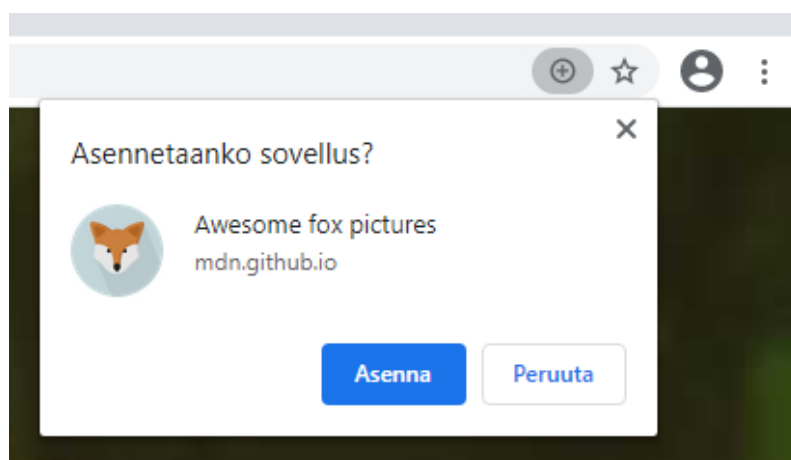 Asennetaanko sovellus?
Awesome fox pictures
mdn.github.io
Asenna
Peruuta